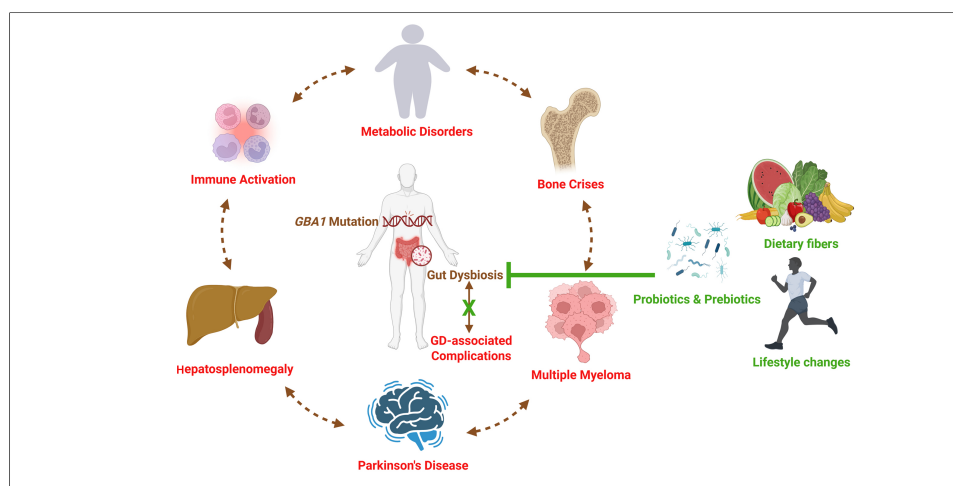 Metabolic Disorders
Immune Activation
Bone Crises
GBA1 Mutation
Gut Dysbiosis
GD-associated
Complications
Hepatosplenomegaly
Multiple Myeloma
Parkinson's Disease
Dietary fibers
Probiotics & Prebiotics
Lifestyle changes